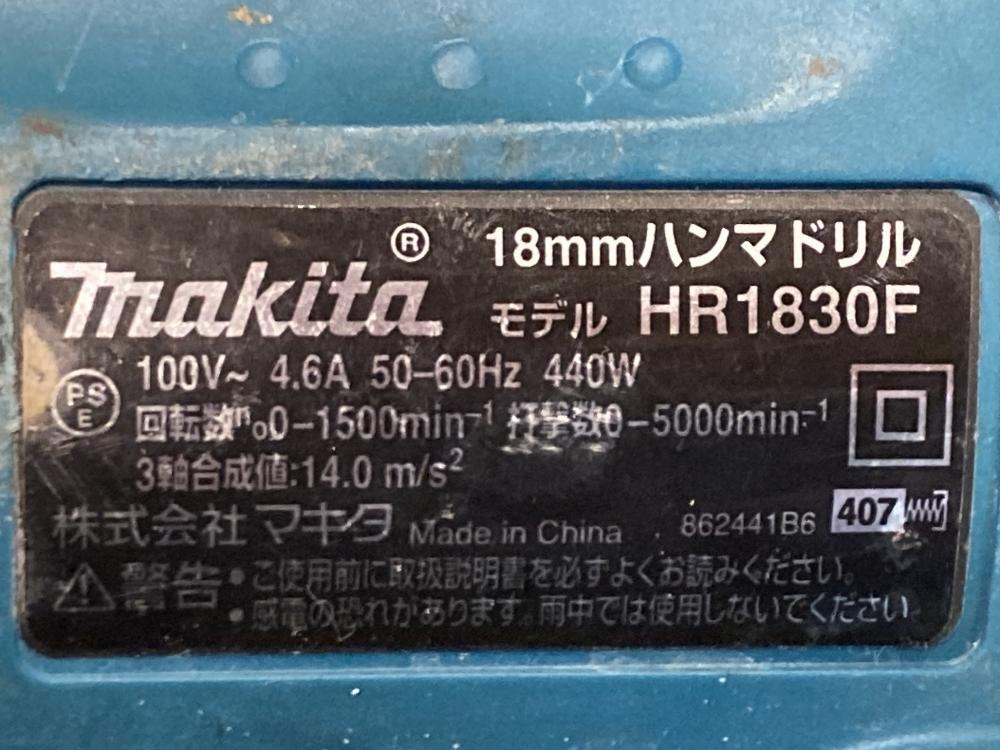 makita® 18mmハンマドリル
モデル HR1830F
PS E 100V~ 4.6A 50-60Hz 440W
回転数n₀0-1500min⁻¹ 打撃数0-5000min⁻¹
3軸合成値:14.0 m/s²
株式会社マキタ Made in China 862441B6 407
⚠警告 •ご使用前に取扱説明書を必ずよくお読みください。
•感電の恐れがあります。雨中では使用しないでください。